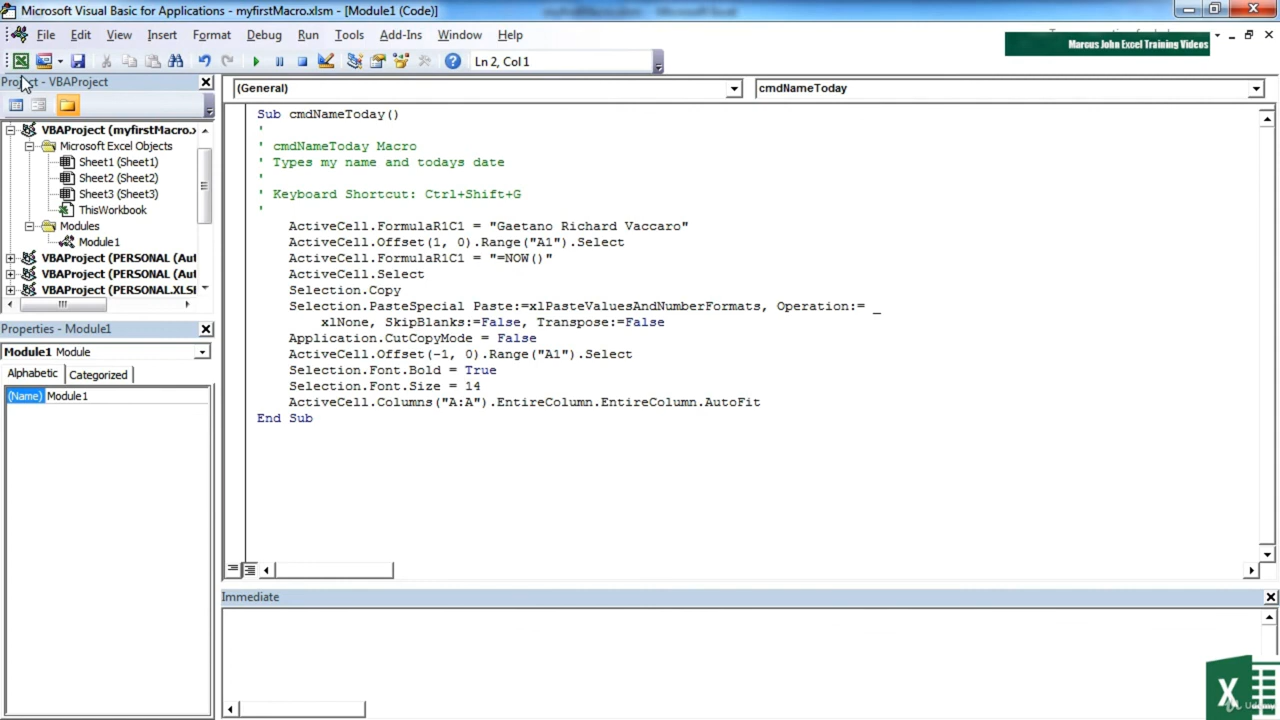 Microsoft Visual Basic for Applications - myfirstMacro.xlsm - [Module1 (Code)]
File Edit View Insert Format Debug Run Tools Add-Ins Window Help
Marcus John Excel Training Videos
Ln 2, Col 1
Project - VBAProject
(General)
cmdNameToday
VBAProject (myfirstMacro.x
Microsoft Excel Objects
Sheet1 (Sheet1)
Sheet2 (Sheet2)
Sheet3 (Sheet3)
ThisWorkbook
Modules
Module1
VBAProject (PERSONAL (Aut
VBAProject (PERSONAL (Aut
VBAProject (PERSONAL.XLSI
Properties - Module1
Module1 Module
Alphabetic Categorized
(Name) Module1
Sub cmdNameToday()
'
' cmdNameToday Macro
' Types my name and todays date
'
' Keyboard Shortcut: Ctrl+Shift+G
'
ActiveCell.FormulaR1C1 = "Gaetano Richard Vaccaro"
ActiveCell.Offset(1, 0).Range("A1").Select
ActiveCell.FormulaR1C1 = "=NOW()"
ActiveCell.Select
Selection.Copy
Selection.PasteSpecial Paste:=xlPasteValuesAndNumberFormats, Operation:= _
xlNone, SkipBlanks:=False, Transpose:=False
Application.CutCopyMode = False
ActiveCell.Offset(-1, 0).Range("A1").Select
Selection.Font.Bold = True
Selection.Font.Size = 14
ActiveCell.Columns("A:A").EntireColumn.EntireColumn.AutoFit
End Sub
Immediate
X
Udemy